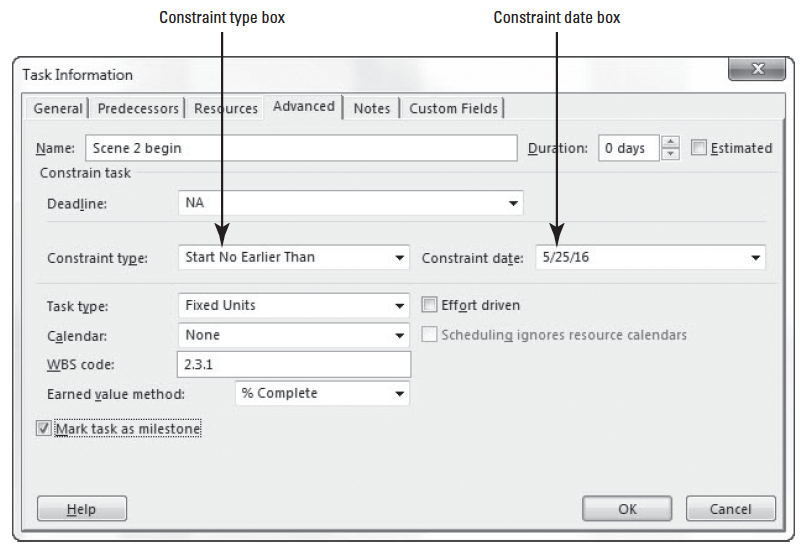 Constraint type box Constraint date box
Task Information
General Predecessors Resources Advanced Notes Custom Fields
Name: Scene 2 begin Duration: 0 days Estimated
Constrain task
Deadline: NA
Constraint type: Start No Earlier Than Constraint date: 5/25/16
Task type: Fixed Units Effort driven
Calendar: None Scheduling ignores resource calendars
WBS code: 2.3.1
Earned value method: % Complete
Mark task as milestone
Help OK Cancel